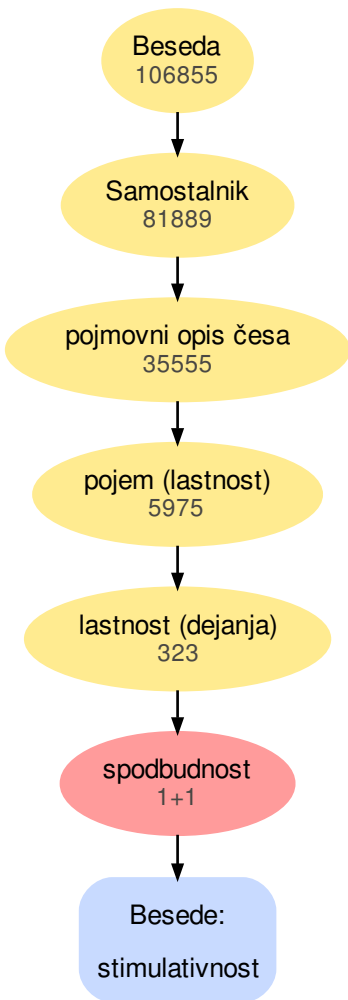 Beseda
106855
Samostalnik
81889
pojmovni opis česa
35555
pojem (lastnost)
5975
lastnost (dejanja)
323
spodbudnost
1+1
Besede:
stimulativnost